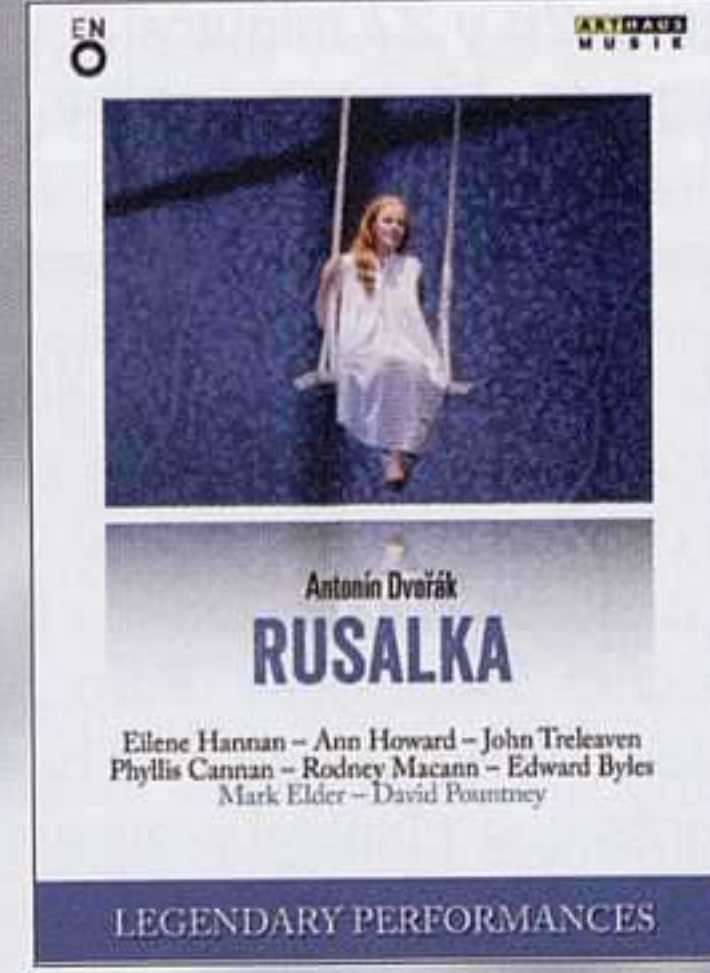 EN
O
ARTHAUS
MUSIK
Antonín Dvořák
RUSALKA
Eilene Hannan – Ann Howard – John Treleaven
Phyllis Cannan – Rodney Macann – Edward Byles
Mark Elder – David Pountney
LEGENDARY PERFORMANCES